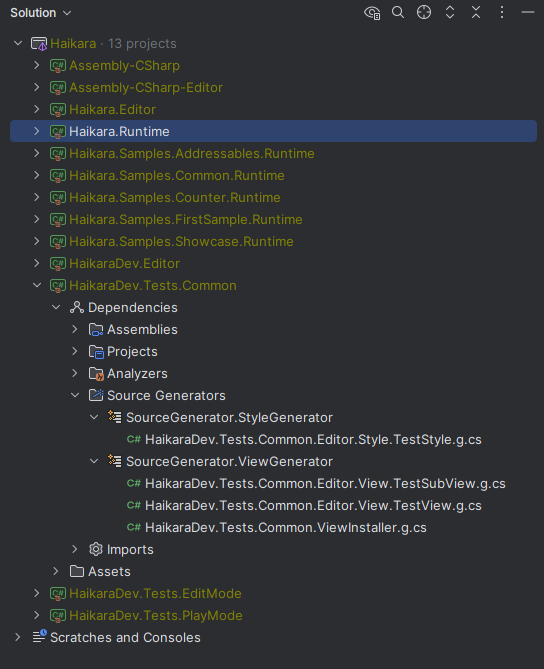 Solution
Haikara · 13 projects
C# Assembly-CSharp
C# Assembly-CSharp-Editor
C# Haikara.Editor
C# Haikara.Runtime
C# Haikara.Samples.Addressables.Runtime
C# Haikara.Samples.Common.Runtime
C# Haikara.Samples.Counter.Runtime
C# Haikara.Samples.FirstSample.Runtime
C# Haikara.Samples.Showcase.Runtime
C# HaikaraDev.Editor
C# HaikaraDev.Tests.Common
Dependencies
Assemblies
Projects
Analyzers
Source Generators
SourceGenerator.StyleGenerator
C# HaikaraDev.Tests.Common.Editor.Style.TestStyle.g.cs
SourceGenerator.ViewGenerator
C# HaikaraDev.Tests.Common.Editor.View.TestSubView.g.cs
C# HaikaraDev.Tests.Common.Editor.View.TestView.g.cs
C# HaikaraDev.Tests.Common.ViewInstaller.g.cs
Imports
Assets
C# HaikaraDev.Tests.EditMode
C# HaikaraDev.Tests.PlayMode
Scratches and Consoles